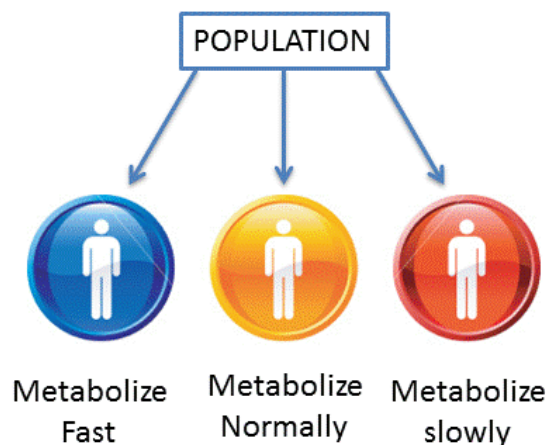 POPULATION
Metabolize
Fast
Metabolize
Normally
Metabolize
slowly